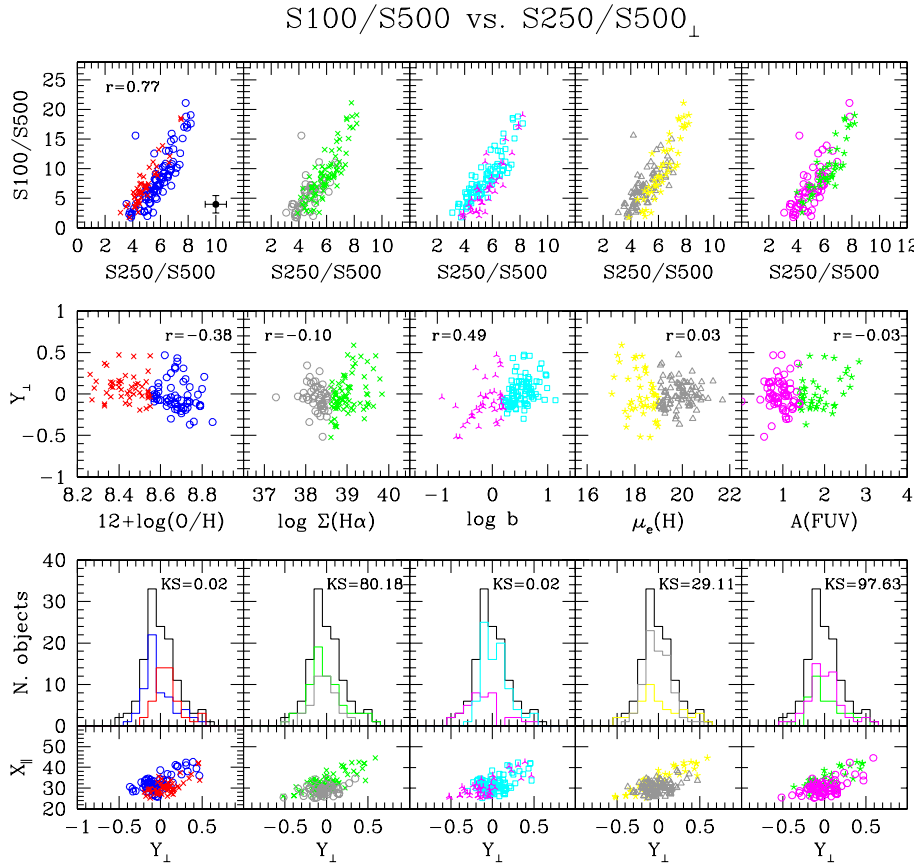 S100/S500 vs. S250/S500⊥
S100/S500
25
20
15
10
5
0
r=0.77
0 2 4 6 8 10
2 4 6 8 10
2 4 6 8 10
2 4 6 8 10
2 4 6 8 10 12
S250/S500 S250/S500 S250/S500 S250/S500 S250/S500
Y⊥
1
0.5
0
−0.5
−1
r=−0.38 r=−0.10 r=0.49 r=0.03 r=−0.03
8.2 8.4 8.6 8.8
37 38 39 40
−1 0 1
16 18 20 22
1 2 3 4
12+log(O/H) log Σ(Hα) log b μe(H) A(FUV)
N. objects
40
30
20
10
0
KS=0.02 KS=80.18 KS=0.02 KS=29.11 KS=97.63
X∥
50
40
30
20
−1 −0.5 0 0.5
−0.5 0 0.5
−0.5 0 0.5
−0.5 0 0.5
−0.5 0 0.5 1
Y⊥ Y⊥ Y⊥ Y⊥ Y⊥